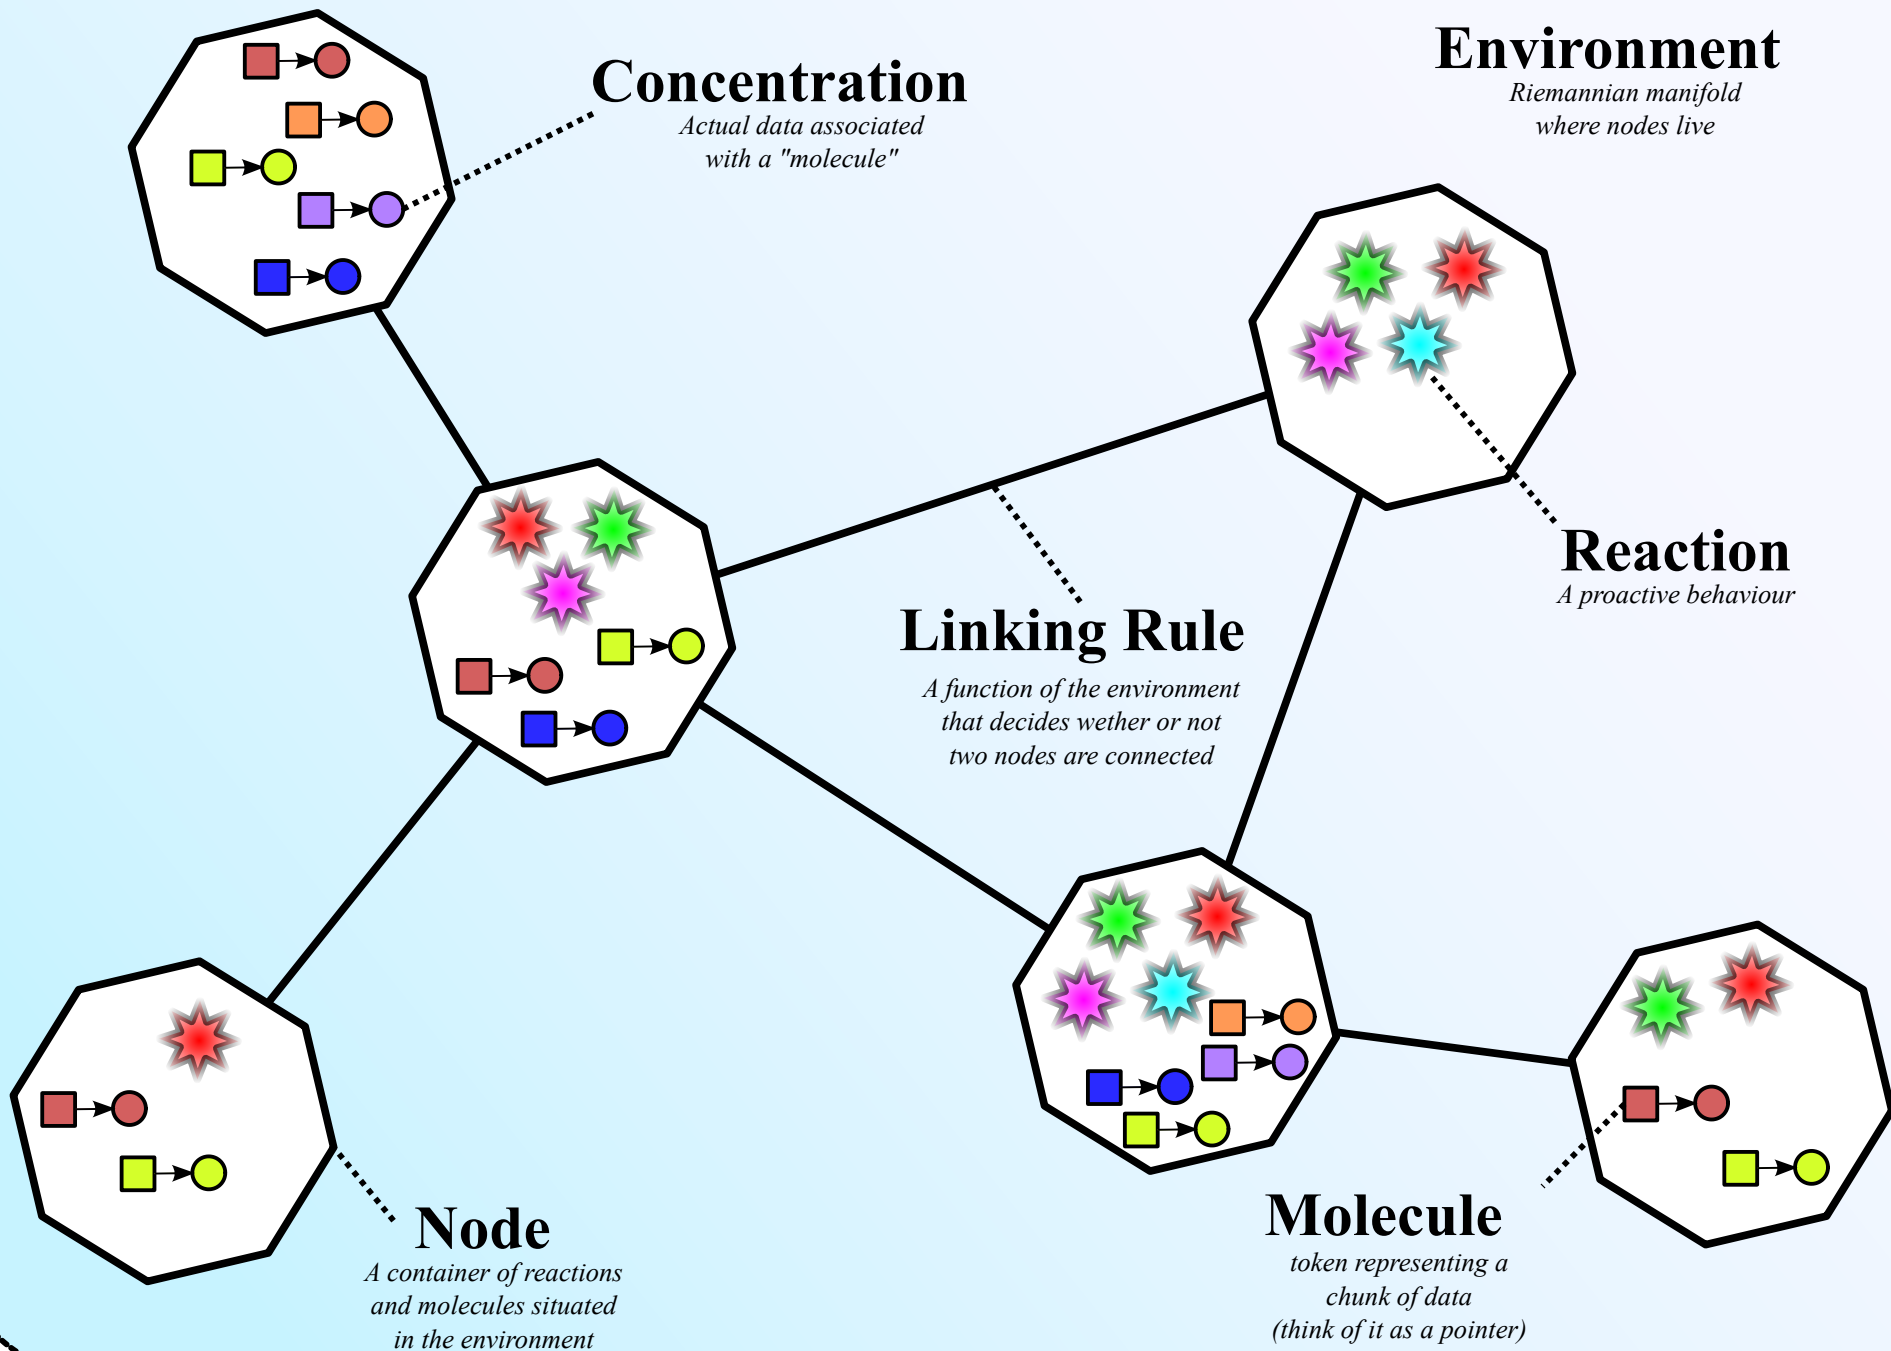 Concentration
Actual data associated
with a "molecule"
Environment
Riemannian manifold
where nodes live
Reaction
A proactive behaviour
Linking Rule
A function of the environment
that decides wether or not
two nodes are connected
Node
A container of reactions
and molecules situated
in the environment
Molecule
token representing a
chunk of data
(think of it as a pointer)